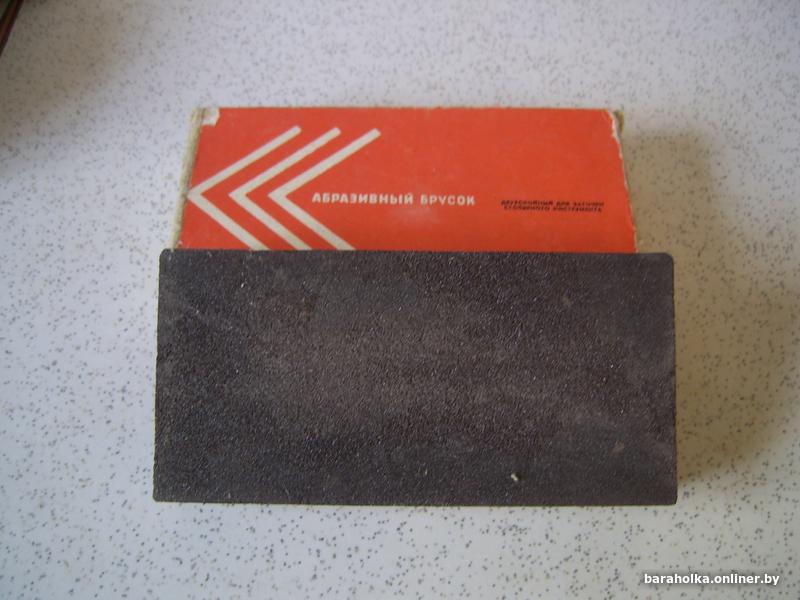 АБРАЗИВНЫЙ БРУСОК
ДВУХСЛОЙНЫЙ ДЛЯ ЗАТОЧКИ
СТОЛЯРНОГО ИНСТРУМЕНТА
baraholka.onliner.by